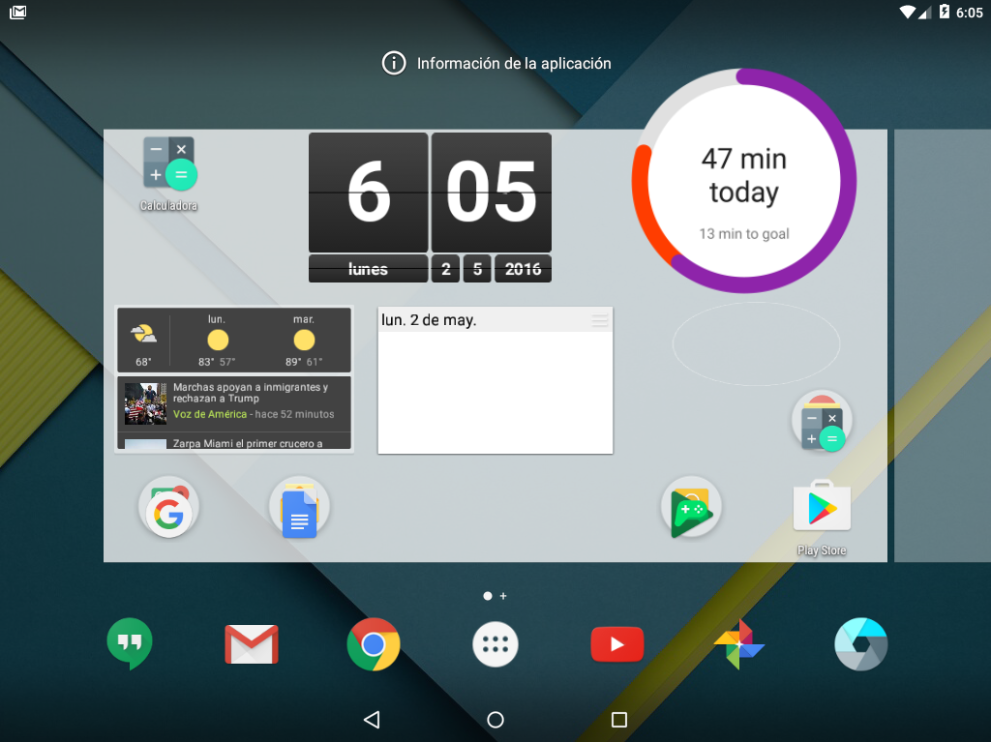 6:05
Información de la aplicación
Calculadora
6 05
lunes 2 5 2016
47 min
today
13 min to goal
lun. mar.
68° 83° 57° 89° 61°
Marchas apoyan a inmigrantes y
rechazan a Trump
Voz de América - hace 52 minutos
Zarpa Miami el primer crucero a
lun. 2 de may.
Play Store